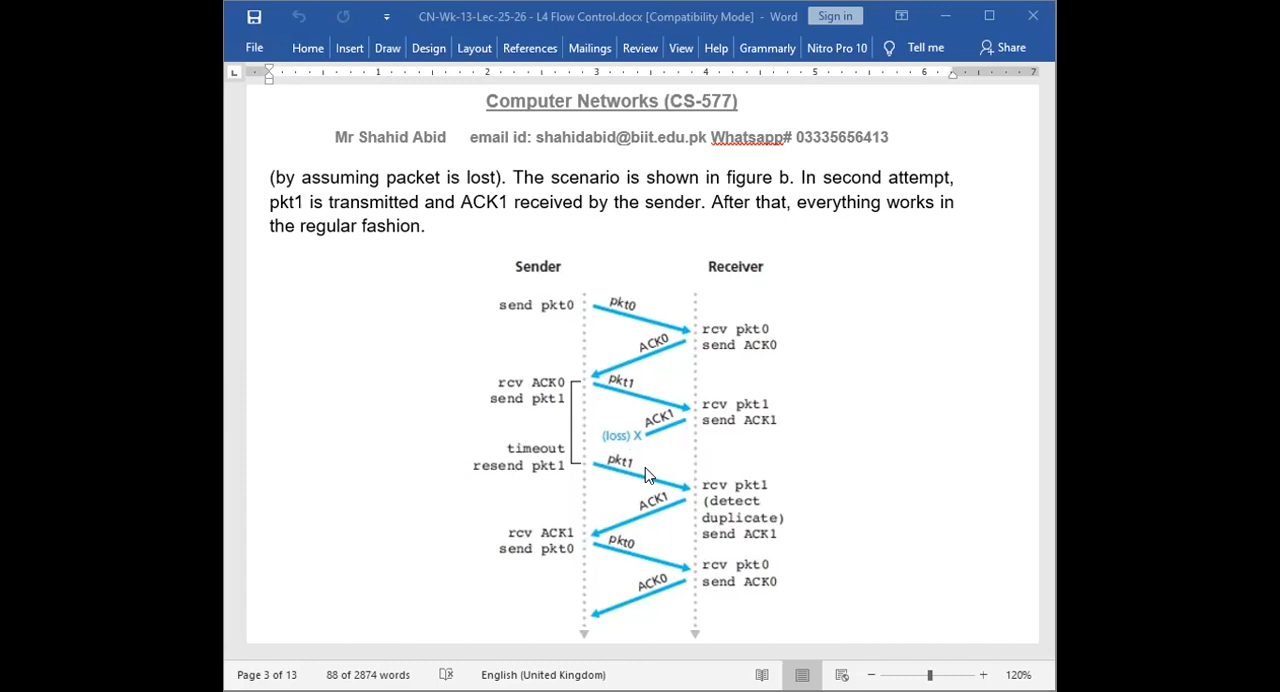 CN-Wk-13-Lec-25-26 - L4 Flow Control.docx [Compatibility Mode] - Word Sign in
File Home Insert Draw Design Layout References Mailings Review View Help Grammarly Nitro Pro 10 Tell me Share
1 2 3 4 5 6 7
Computer Networks (CS-577)
Mr Shahid Abid email id: shahidabid@biit.edu.pk Whatsapp# 03335656413
(by assuming packet is lost). The scenario is shown in figure b. In second attempt,
pkt1 is transmitted and ACK1 received by the sender. After that, everything works in
the regular fashion.
Sender Receiver
send pkt0
pkt0
rcv pkt0
send ACK0
ACK0
rcv ACK0
send pkt1
pkt1
rcv pkt1
send ACK1
ACK1
(loss) X
timeout
resend pkt1
pkt1
rcv pkt1
(detect
duplicate)
send ACK1
ACK1
rcv ACK1
send pkt0
pkt0
rcv pkt0
send ACK0
ACK0
Page 3 of 13 88 of 2874 words English (United Kingdom) 120%